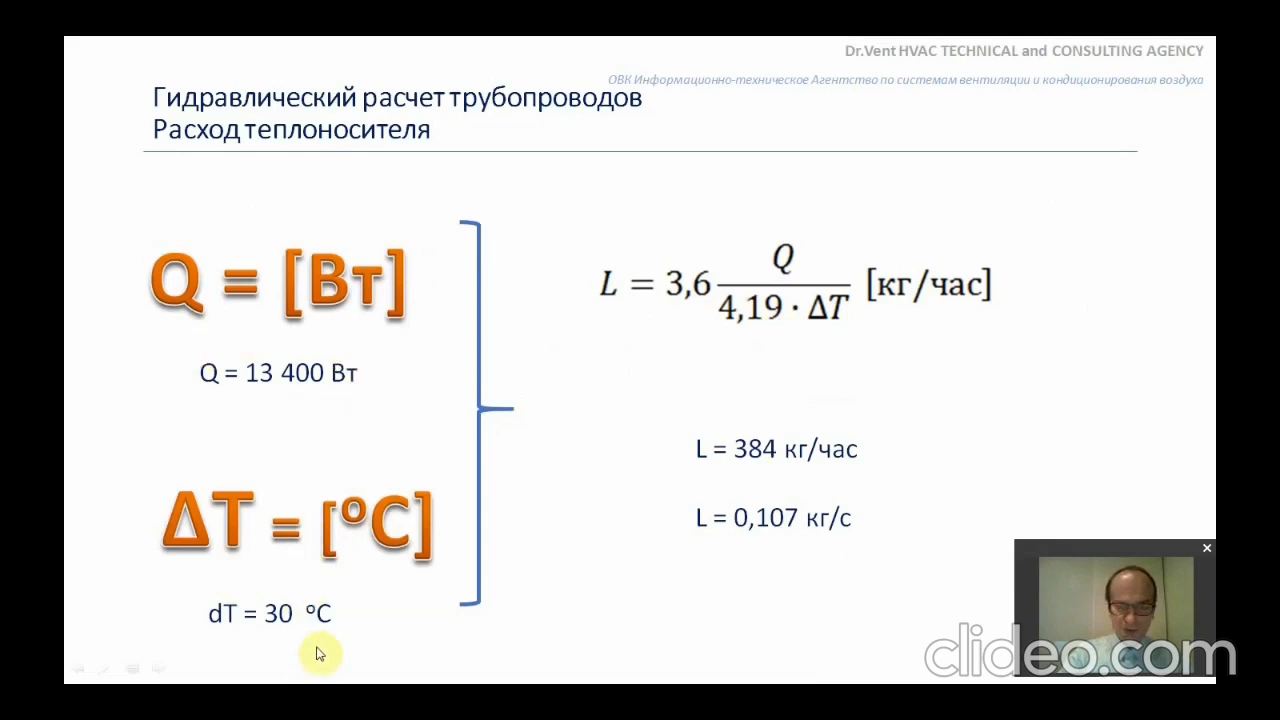 Dr.Vent HVAC TECHNICAL and CONSULTING AGENCY
ОВК Информационно-техническое Агентство по системам вентиляции и кондиционирования воздуха
Гидравлический расчет трубопроводов
Расход теплоносителя
Q = [Вт]
L = 3,6 Q / 4,19 · ΔT [кг/час]
Q = 13 400 Вт
L = 384 кг/час
ΔT = [ºC]
L = 0,107 кг/с
dT = 30 ºC
clideo.com